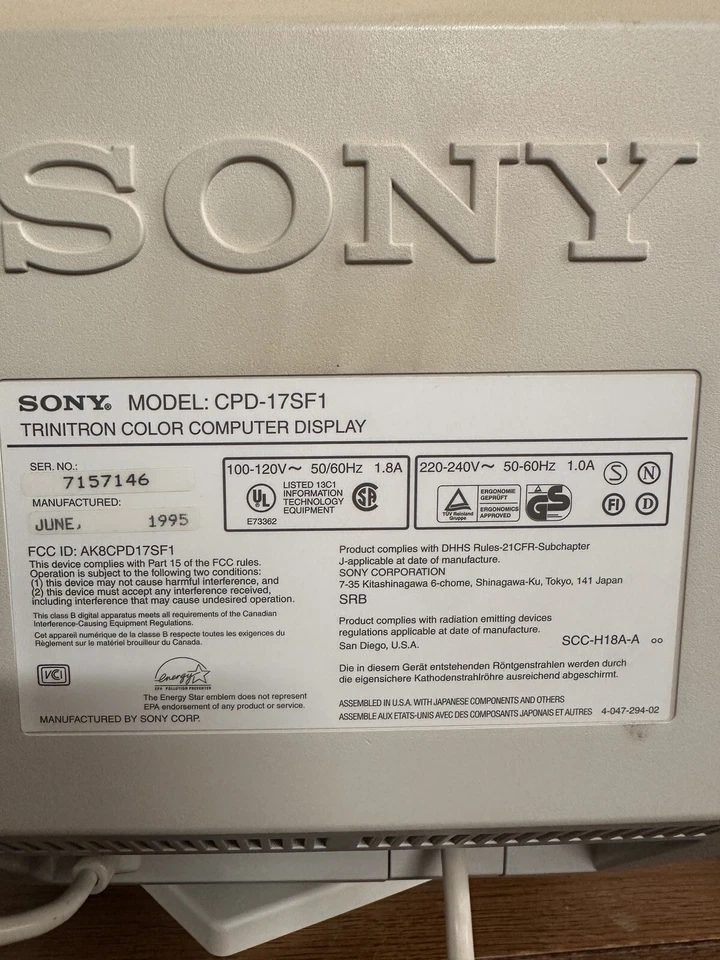 SONY
SONY® MODEL: CPD-17SF1
TRINITRON COLOR COMPUTER DISPLAY
SER. NO.:
7157146
MANUFACTURED:
JUNE, 1995
100-120V~ 50/60Hz 1.8A
UL
LISTED 13C1
INFORMATION
TECHNOLOGY
EQUIPMENT
E73362
SA
220-240V~ 50-60Hz 1.0A
TÜV Rheinland
Gruppe
ERGONOMIE
GEPRÜFT
ERGONOMICS
APPROVED
GS
S N
FI D
FCC ID: AK8CPD17SF1
This device complies with Part 15 of the FCC rules.
Operation is subject to the following two conditions:
(1) this device may not cause harmful interference, and
(2) this device must accept any interference received,
including interference that may cause undesired operation.
This class B digital apparatus meets all requirements of the Canadian
Interference-Causing Equipment Regulations.
Cet appareil numérique de la classe B respecte toutes les exigences du
Règlement sur le matériel brouilleur du Canada.
VCI
energy
EPA POLLUTION PREVENTER
The Energy Star emblem does not represent
EPA endorsement of any product or service.
MANUFACTURED BY SONY CORP.
Product complies with DHHS Rules-21CFR-Subchapter
J-applicable at date of manufacture.
SONY CORPORATION
7-35 Kitashinagawa 6-chome, Shinagawa-Ku, Tokyo, 141 Japan
SRB
Product complies with radiation emitting devices
regulations applicable at date of manufacture.
San Diego, U.S.A.
SCC-H18A-A
Die in diesem Gerät entstehenden Röntgenstrahlen werden durch
die eigensichere Kathodenstrahlröhre ausreichend abgeschirmt.
ASSEMBLED IN U.S.A. WITH JAPANESE COMPONENTS AND OTHERS
ASSEMBLE AUX ETATS-UNIS AVEC DES COMPOSANTS JAPONAIS ET AUTRES 4-047-294-02